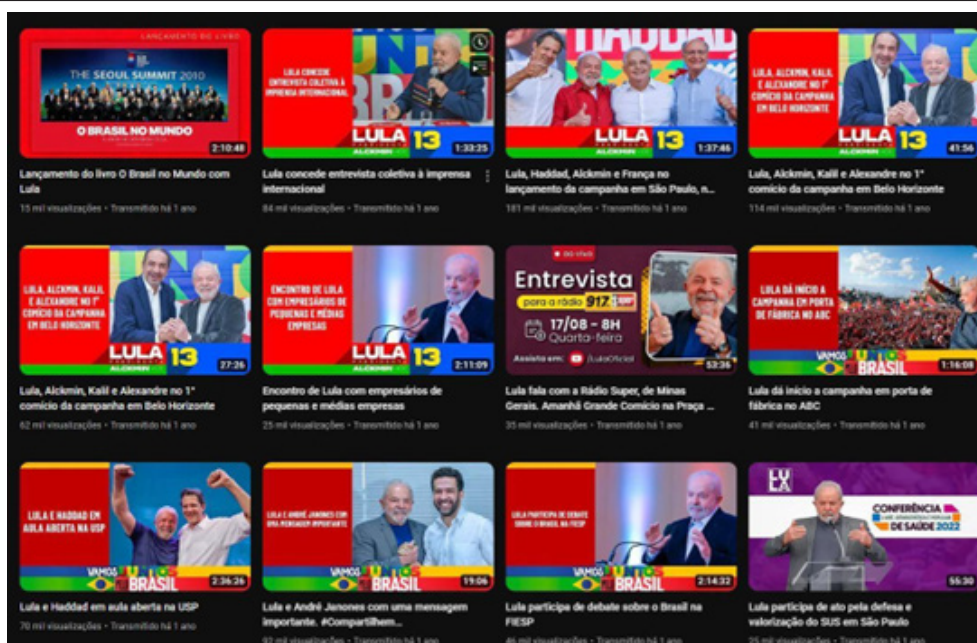 LANÇAMENTO DO LIVRO
THE SEOUL SUMMIT 2010
O BRASIL NO MUNDO
2:10:48
Lançamento do livro O Brasil no Mundo com
Lula
15 mil visualizações • Transmitido há 1 ano
LULA CONCEDE
ENTREVISTA COLETIVA À
IMPRENSA INTERNACIONAL
LULA 13
ALCKMIN
1:33:25
Lula concede entrevista coletiva à imprensa
internacional
84 mil visualizações • Transmitido há 1 ano
HADDAD
LULA 13
ALCKMIN
1:37:46
Lula, Haddad, Alckmin e França no
lançamento da campanha em São Paulo, n...
181 mil visualizações • Transmitido há 1 ano
LULA, ALCKMIN, KALIL
E ALEXANDRE NO 1°
COMÍCIO DA CAMPANHA
EM BELO HORIZONTE
LULA 13
ALCKMIN
41:56
Lula, Alckmin, Kalil e Alexandre no 1°
comício da campanha em Belo Horizonte
114 mil visualizações • Transmitido há 1 ano
LULA, ALCKMIN, KALIL
E ALEXANDRE NO 1°
COMÍCIO DA CAMPANHA
EM BELO HORIZONTE
LULA 13
ALCKMIN
27:26
Lula, Alckmin, Kalil e Alexandre no 1°
comício da campanha em Belo Horizonte
62 mil visualizações • Transmitido há 1 ano
ENCONTRO DE LULA
COM EMPRESÁRIOS DE
PEQUENAS E MÉDIAS
EMPRESAS
LULA 13
ALCKMIN
2:11:09
Encontro de Lula com empresários de
pequenas e médias empresas
25 mil visualizações • Transmitido há 1 ano
AO VIVO
Entrevista
para a rádio 91.7
17/08 - 8H
Quarta-feira
Assista em: /LulaOficial
53:36
Lula fala com a Rádio Super, de Minas
Gerais. Amanhã Grande Comício na Praça ...
35 mil visualizações • Transmitido há 1 ano
LULA DÁ INÍCIO A
CAMPANHA EM PORTA
DE FÁBRICA NO ABC
VAMOS JUNTOS
BRASIL
1:16:08
Lula dá início a campanha em porta de
fábrica no ABC
41 mil visualizações • Transmitido há 1 ano
LULA E HADDAD EM
AULA ABERTA NA USP
VAMOS JUNTOS
BRASIL
2:36:26
Lula e Haddad em aula aberta na USP
70 mil visualizações • Transmitido há 1 ano
LULA E ANDRÉ JANONES COM
UMA MENSAGEM IMPORTANTE
VAMOS JUNTOS
BRASIL
19:06
Lula e André Janones com uma mensagem
importante. #Compartilhem...
92 mil visualizações • Transmitido há 1 ano
LULA PARTICIPA DE DEBATE
SOBRE O BRASIL NA FIESP
VAMOS JUNTOS
BRASIL
2:14:32
Lula participa de debate sobre o Brasil na
FIESP
46 mil visualizações • Transmitido há 1 ano
LULA
CONFERÊNCIA
DE SAÚDE 2022
55:30
Lula participa de ato pela defesa e
valorização do SUS em São Paulo
25 mil visualizações • Transmitido há 1 ano